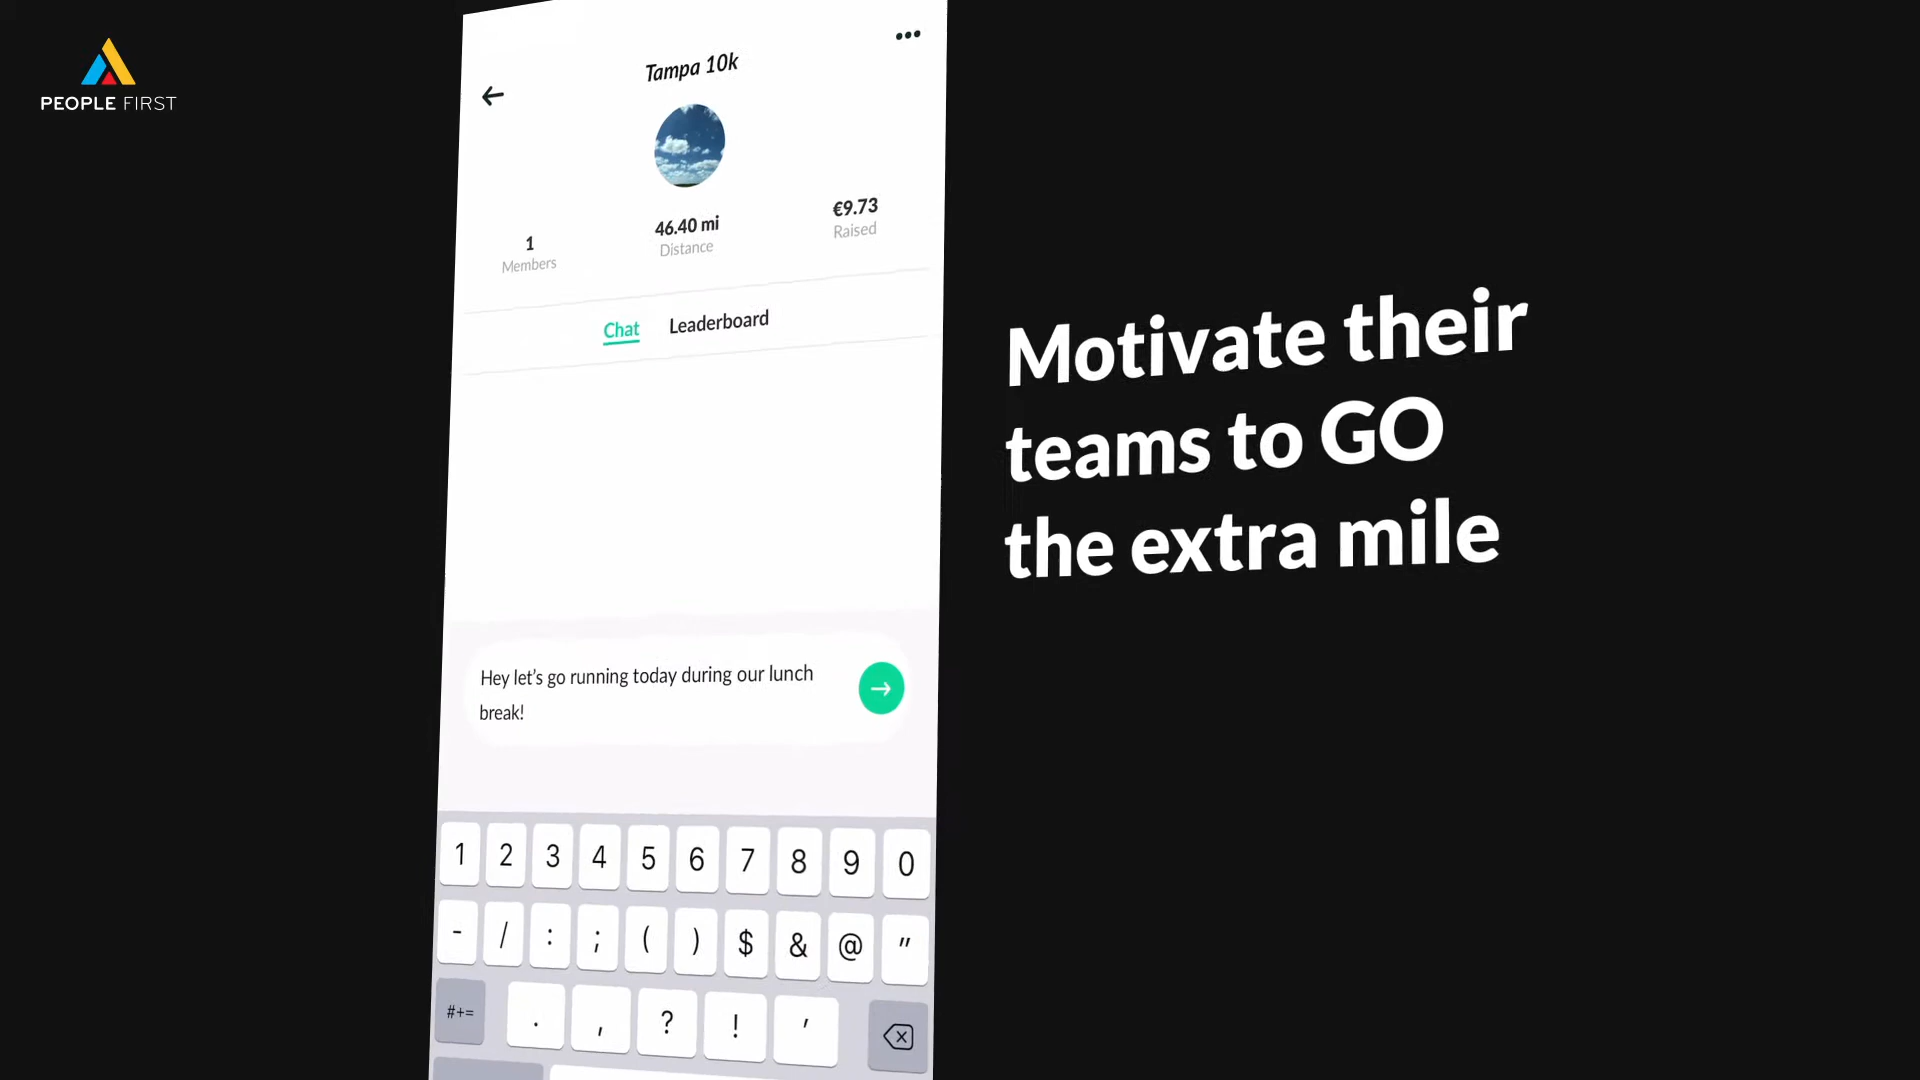 PEOPLE FIRST
Tampa 10k
1
Members
46.40 mi
Distance
€9.73
Raised
Chat Leaderboard
Hey let's go running today during our lunch
break!
1 2 3 4 5 6 7 8 9 0
- / : ; ( ) $ & @ "
#+= . , ? ! '
Motivate their
teams to GO
the extra mile